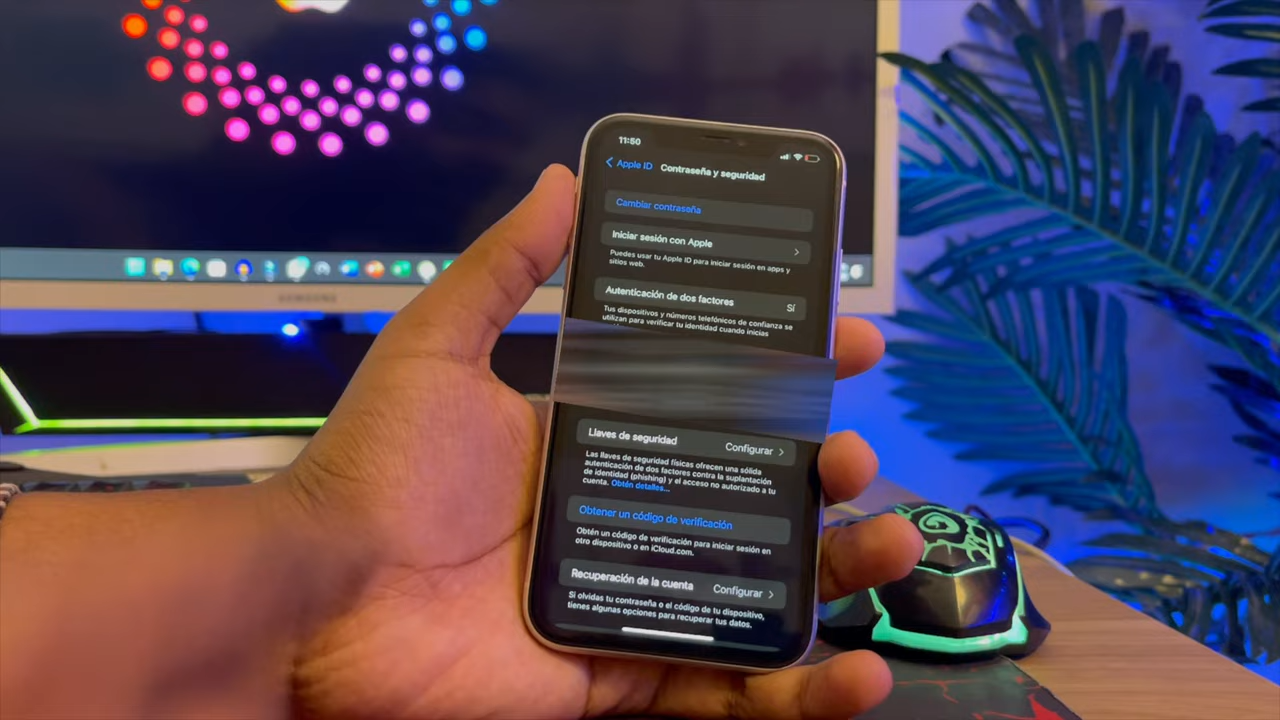 11:50
Apple ID Contraseña y seguridad
Cambiar contraseña
Iniciar sesión con Apple
Puedes usar tu Apple ID para iniciar sesión en apps y
sitios web.
Autenticación de dos factores Sí
Tus dispositivos y números telefónicos de confianza se
utilizan para verificar tu identidad cuando inicias
SAMSUNG
Llaves de seguridad Configurar
Las llaves de seguridad físicas ofrecen una sólida
autenticación de dos factores contra la suplantación
de identidad (phishing) y el acceso no autorizado a tu
cuenta. Obtén detalles...
Obtener un código de verificación
Obtén un código de verificación para iniciar sesión en
otro dispositivo o en iCloud.com.
Recuperación de la cuenta Configurar
Si olvidas tu contraseña o el código de tu dispositivo,
tienes algunas opciones para recuperar tus datos.